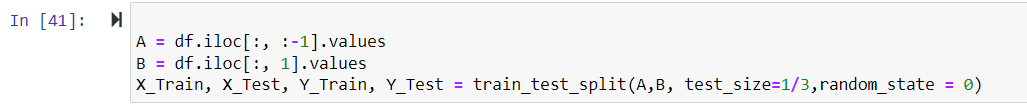 In [41]:
A = df.iloc[:, :-1].values
B = df.iloc[:, 1].values
X_Train, X_Test, Y_Train, Y_Test = train_test_split(A,B, test_size=1/3,random_state = 0)